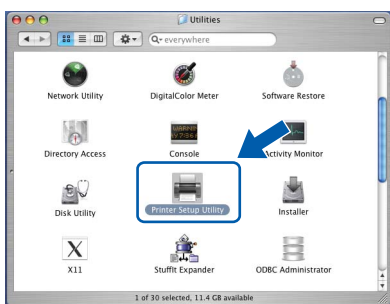 Utilities
everywhere
Network Utility
DigitalColor Meter
Software Restore
Directory Access
Console
Activity Monitor
Disk Utility
Printer Setup Utility
Installer
X11
StuffIt Expander
ODBC Administrator
1 of 30 selected, 11.4 GB available